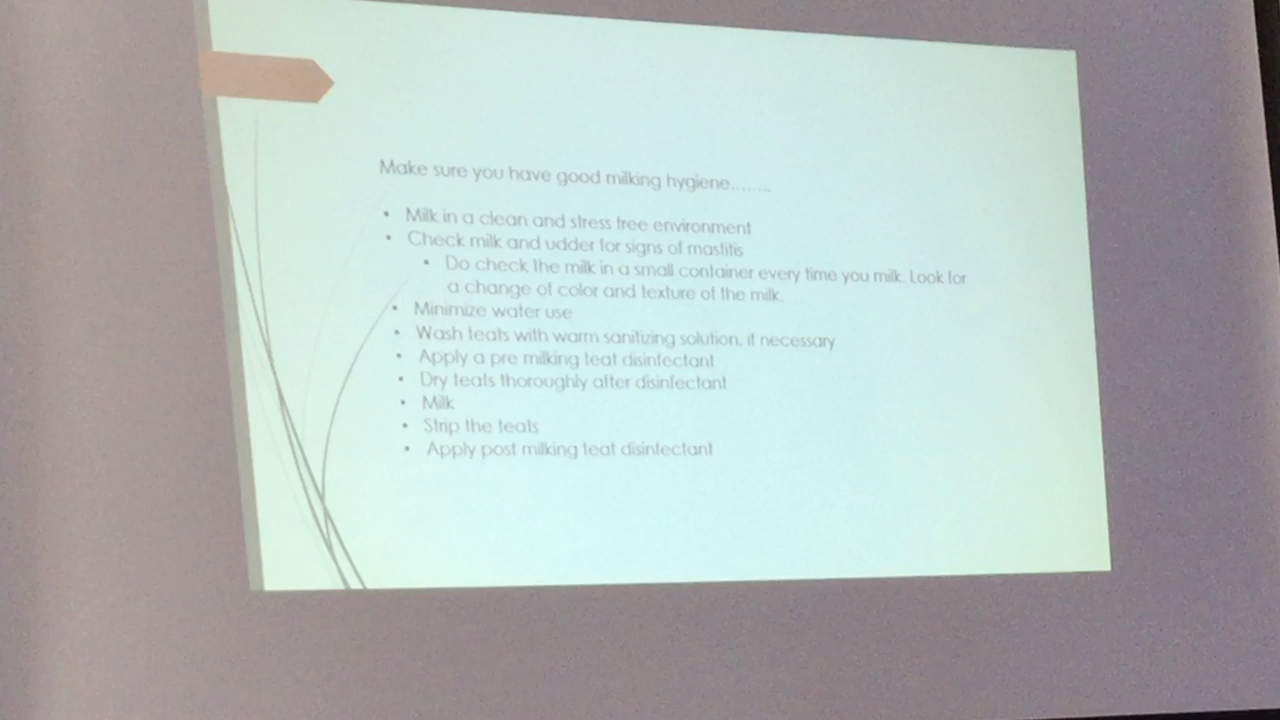 Make sure you have good milking hygiene........
• Milk in a clean and stress free environment
• Check milk and udder for signs of mastitis
• Do check the milk in a small container every time you milk. Look for
a change of color and texture of the milk.
• Minimize water use
• Wash teats with warm sanitizing solution, if necessary
• Apply a pre milking teat disinfectant
• Dry teats thoroughly after disinfectant
• Milk
• Strip the teats
• Apply post milking teat disinfectant